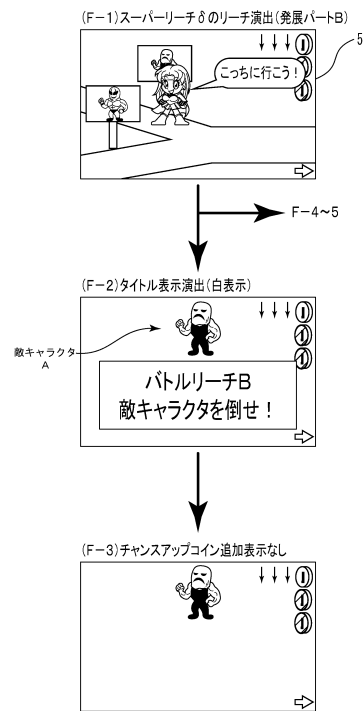 (F-1)スーパーリーチδのリーチ演出(発展パートB)
5
こっちに行こう!
F-4~5
(F-2)タイトル表示演出(白表示)
敵キャラクタ
A
バトルリーチB
敵キャラクタを倒せ!
(F-3)チャンスアップコイン追加表示なし